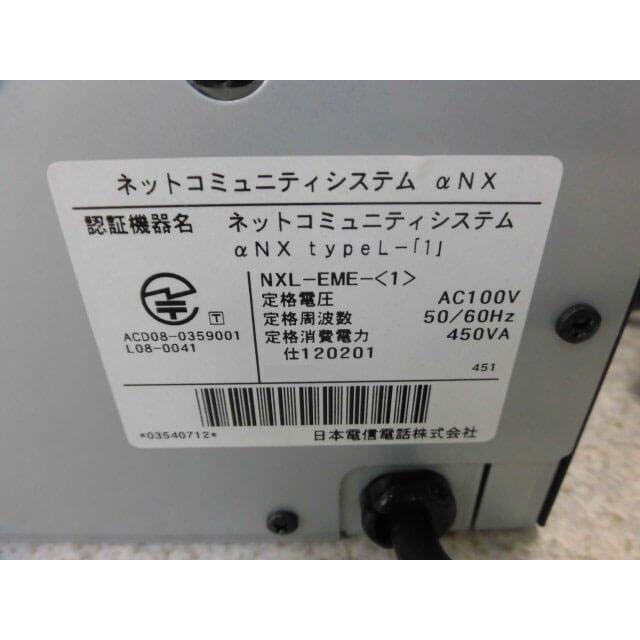 ネットコミュニティシステム αNX
認証機器名 ネットコミュニティシステム
αNX typeL-「1」
NXL-EME-<1>
定格電圧 AC100V
定格周波数 50/60Hz
定格消費電力 450VA
仕120201
451
T
ACD08-0359001
L08-0041
*03540712*
日本電信電話株式会社